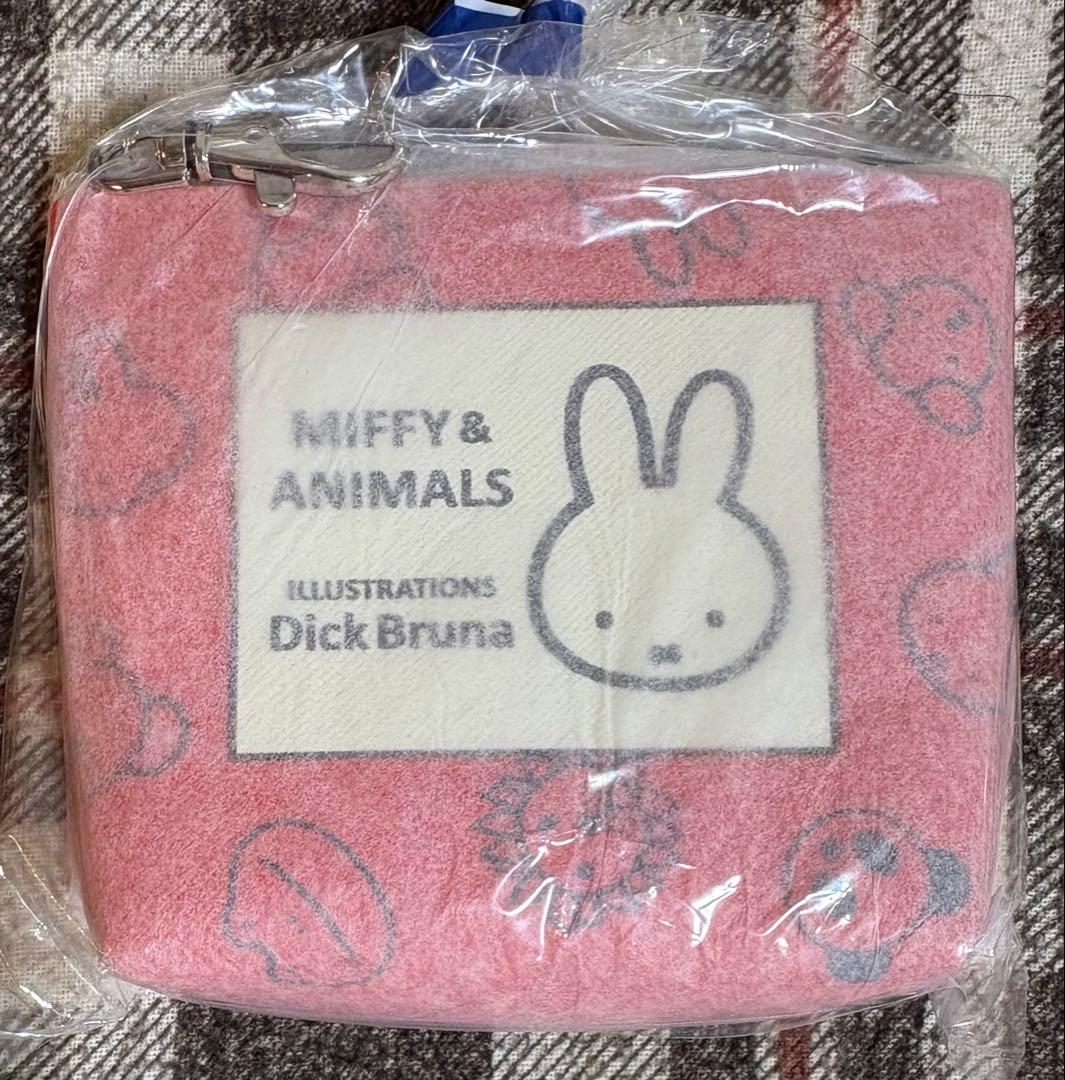 MIFFY &
ANIMALS
ILLUSTRATIONS
Dick Bruna